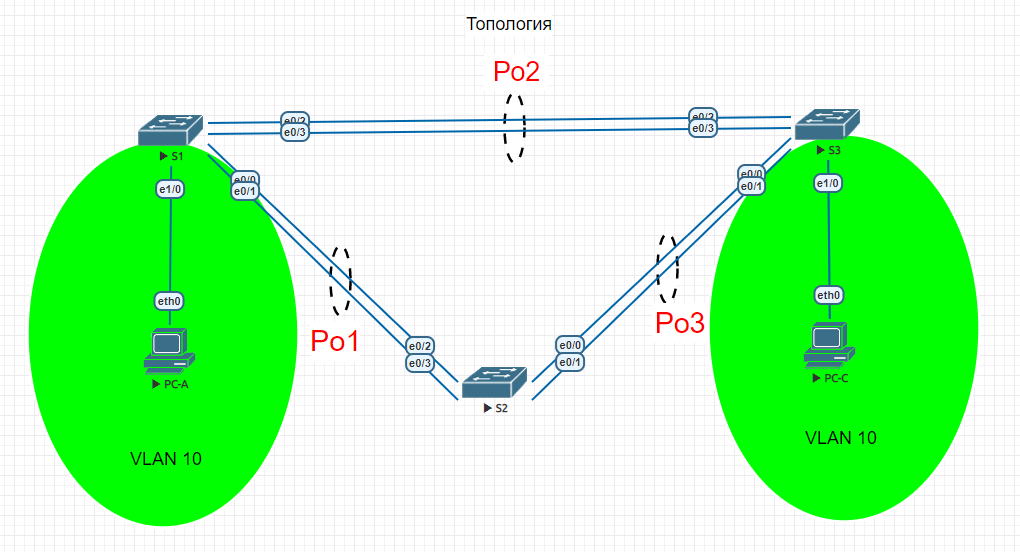 Топология
Po2
e0/2
e0/3
e0/2
e0/3
S1
S3
e0/0
e0/1
e0/0
e0/1
e1/0
e1/0
eth0
eth0
Po1
Po3
e0/2
e0/3
e0/0
e0/1
PC-A
PC-C
S2
VLAN 10
VLAN 10